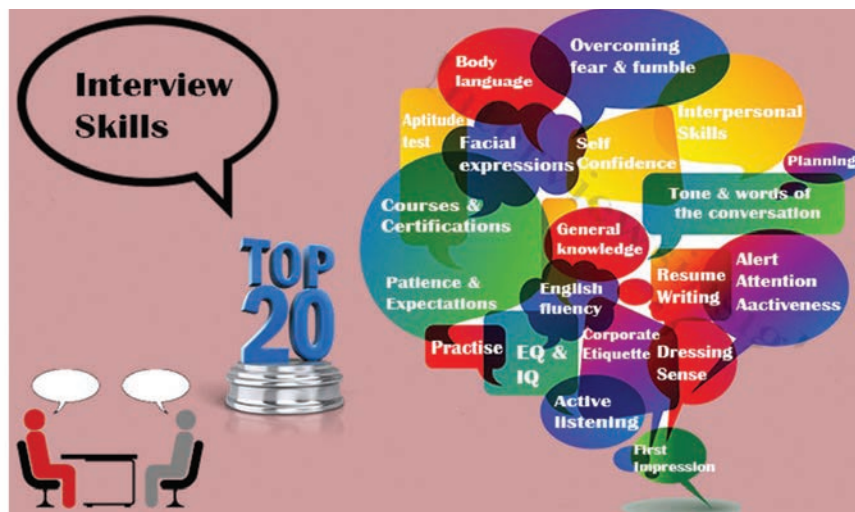 Interview
Skills
TOP
20
Body
language
Overcoming
fear & fumble
Aptitude
test
Facial
expressions
Self
Confidence
Interpersonal
Skills
Planning
Courses &
Certifications
Tone & words of
the conversation
General
knowledge
Patience &
Expectations
English
fluency
Resume
Writing
Alert
Attention
Aactiveness
Practise
EQ &
IQ
Corporate
Etiquette
Dressing
Sense
Active
listening
First
Impression